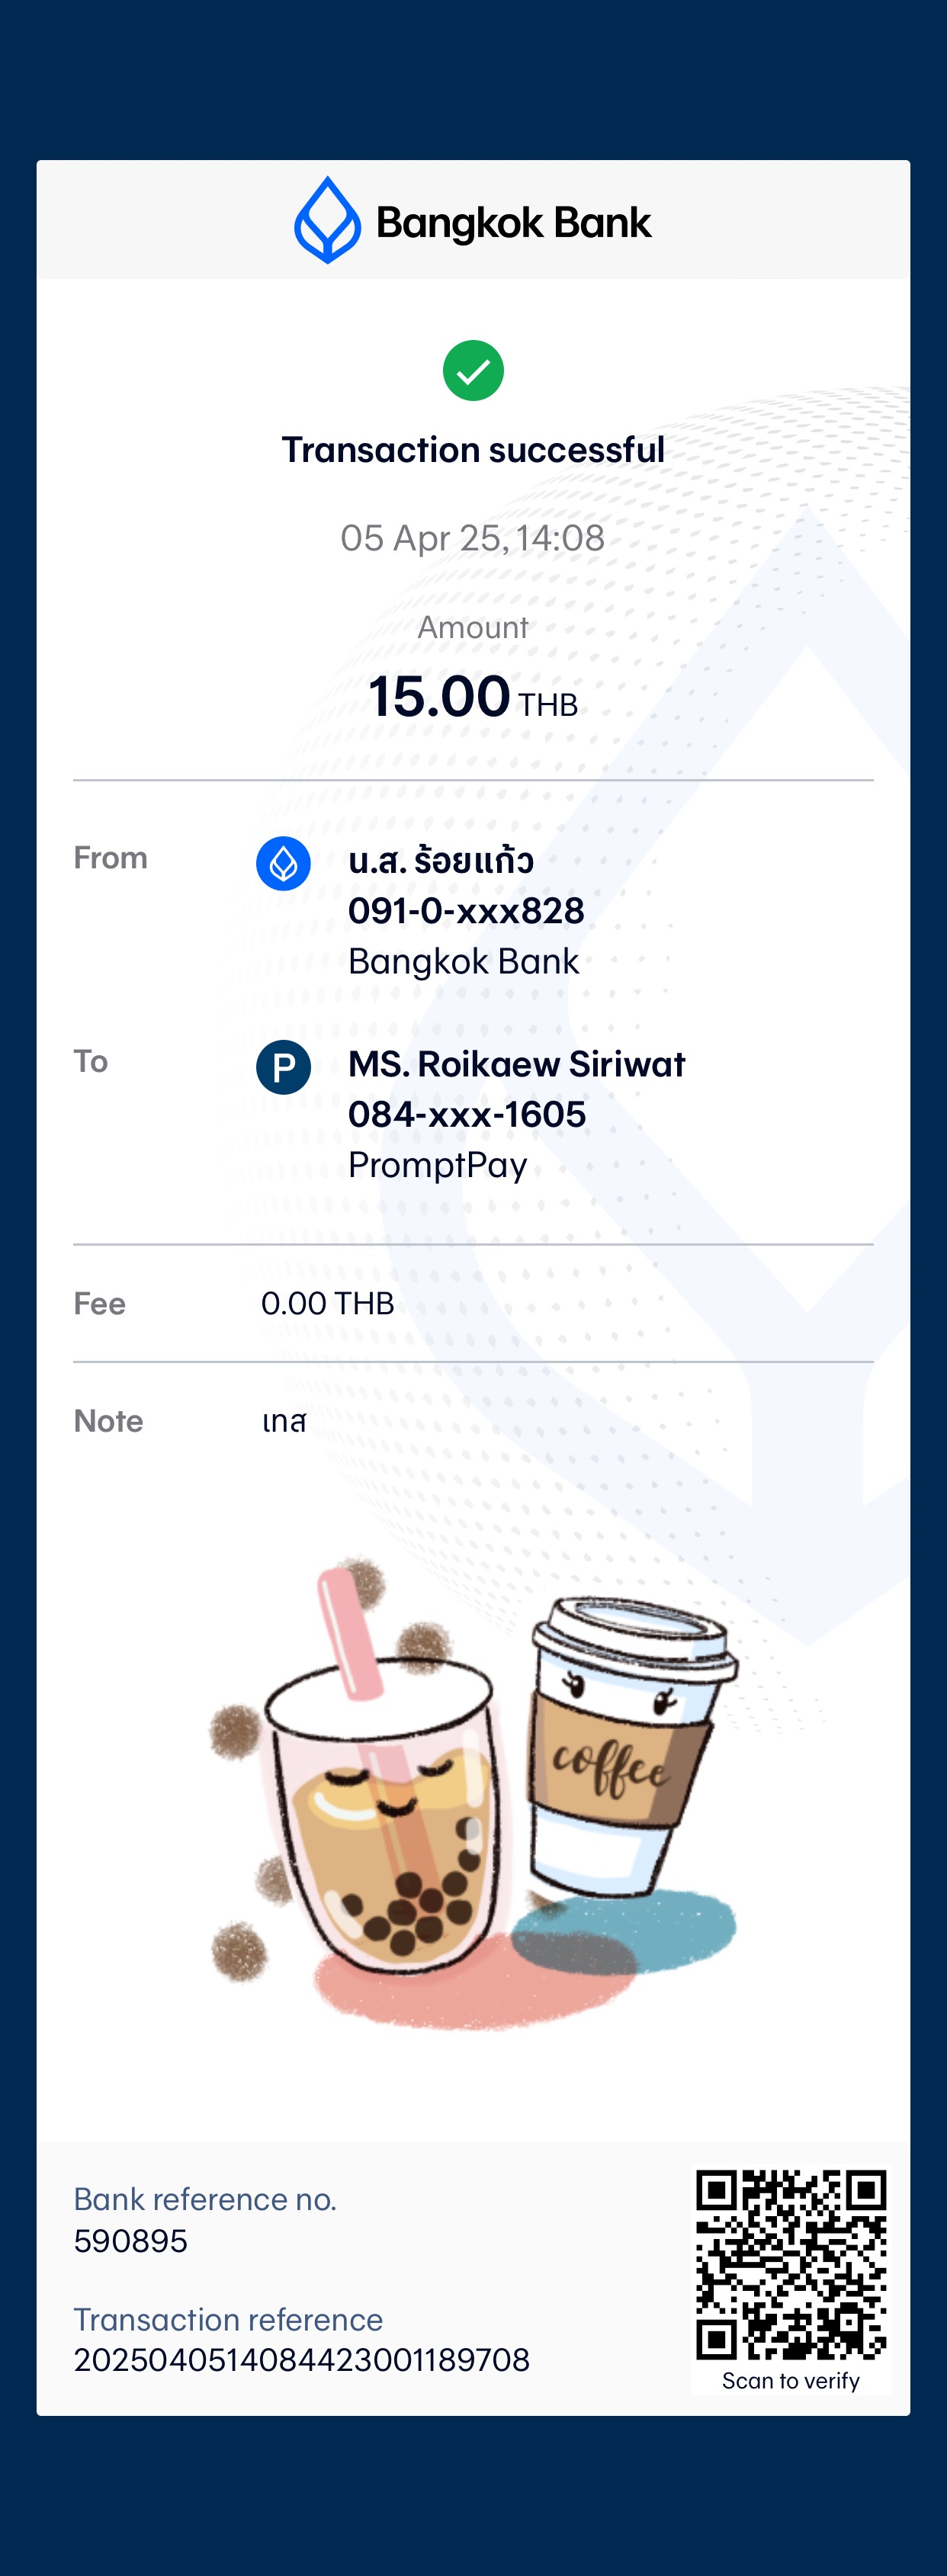 Bangkok Bank
Transaction successful
05 Apr 25, 14:08
Amount
15.00 THB
From
น.ส. ร้อยแก้ว
091-0-xxx828
Bangkok Bank
To
P
MS. Roikaew Siriwat
084-xxx-1605
PromptPay
Fee
0.00 THB
Note
เทส
coffee
Bank reference no.
590895
Transaction reference
2025040514084423001189708
Scan to verify